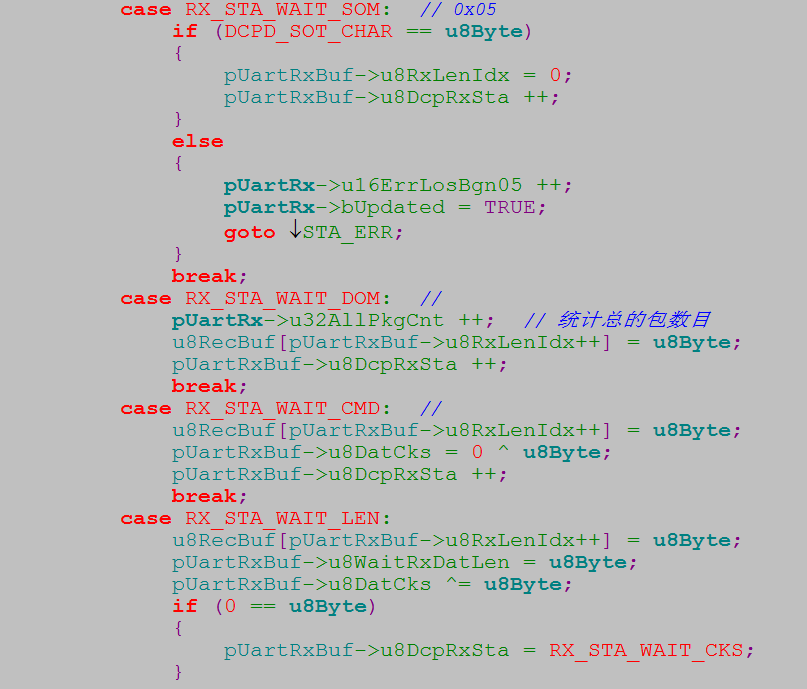 case RX_STA_WAIT_SOM:  // 0x05
if (DCPD_SOT_CHAR == u8Byte)
{
pUartRxBuf->u8RxLenIdx = 0;
pUartRxBuf->u8DcpRxSta ++;
}
else
{
pUartRx->u16ErrLosBgn05 ++;
pUartRx->bUpdated = TRUE;
goto ↓STA_ERR;
}
break;
case RX_STA_WAIT_DOM:  //
pUartRx->u32AllPkgCnt ++;  // 统计总的包数目
u8RecBuf[pUartRxBuf->u8RxLenIdx++] = u8Byte;
pUartRxBuf->u8DcpRxSta ++;
break;
case RX_STA_WAIT_CMD:  //
u8RecBuf[pUartRxBuf->u8RxLenIdx++] = u8Byte;
pUartRxBuf->u8DatCks = 0 ^ u8Byte;
pUartRxBuf->u8DcpRxSta ++;
break;
case RX_STA_WAIT_LEN:
u8RecBuf[pUartRxBuf->u8RxLenIdx++] = u8Byte;
pUartRxBuf->u8WaitRxDatLen = u8Byte;
pUartRxBuf->u8DatCks ^= u8Byte;
if (0 == u8Byte)
{
pUartRxBuf->u8DcpRxSta = RX_STA_WAIT_CKS;
}